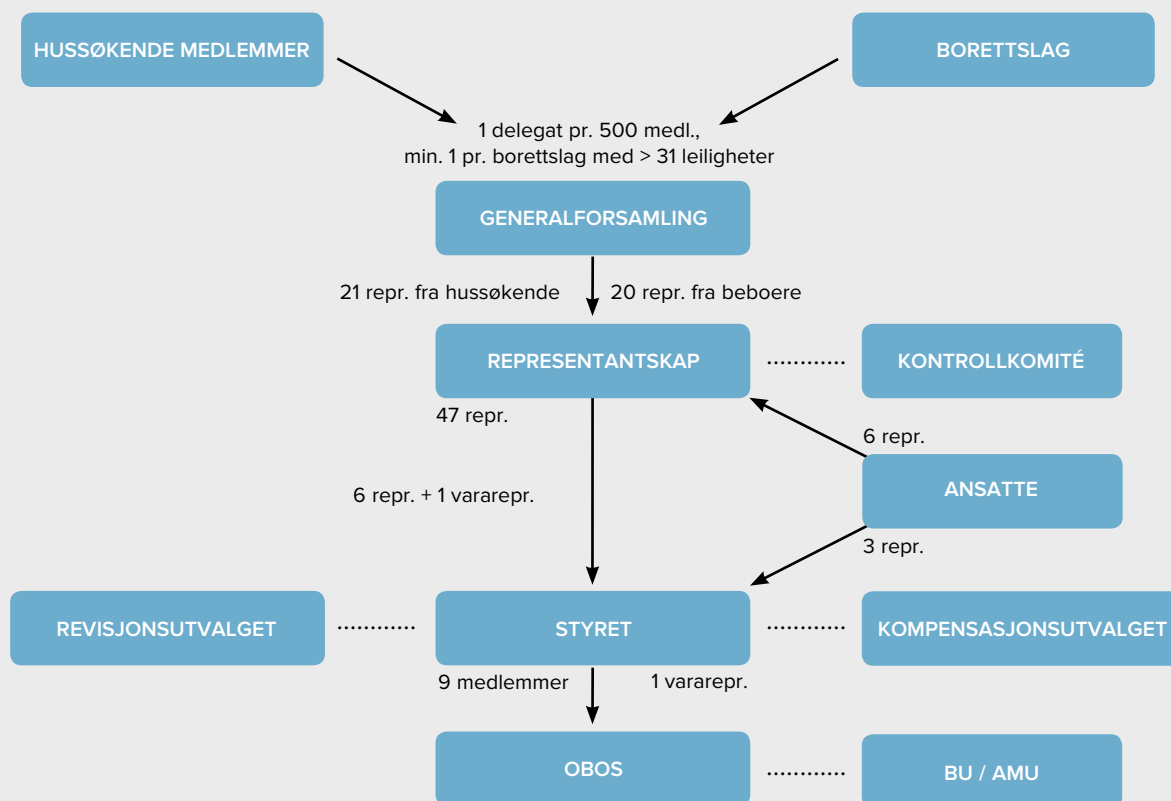 HUSSØKENDE MEDLEMMER
BORETTSLAG
1 delegat pr. 500 medl.,
min. 1 pr. borettslag med > 31 leiligheter
GENERALFORSAMLING
21 repr. fra hussøkende
20 repr. fra beboere
REPRESENTANTSKAP
KONTROLLKOMITÉ
47 repr.
6 repr.
ANSATTE
6 repr. + 1 vararepr.
3 repr.
REVISJONSUTVALGET
STYRET
KOMPENSASJONSUTVALGET
9 medlemmer
1 vararepr.
OBOS
BU / AMU